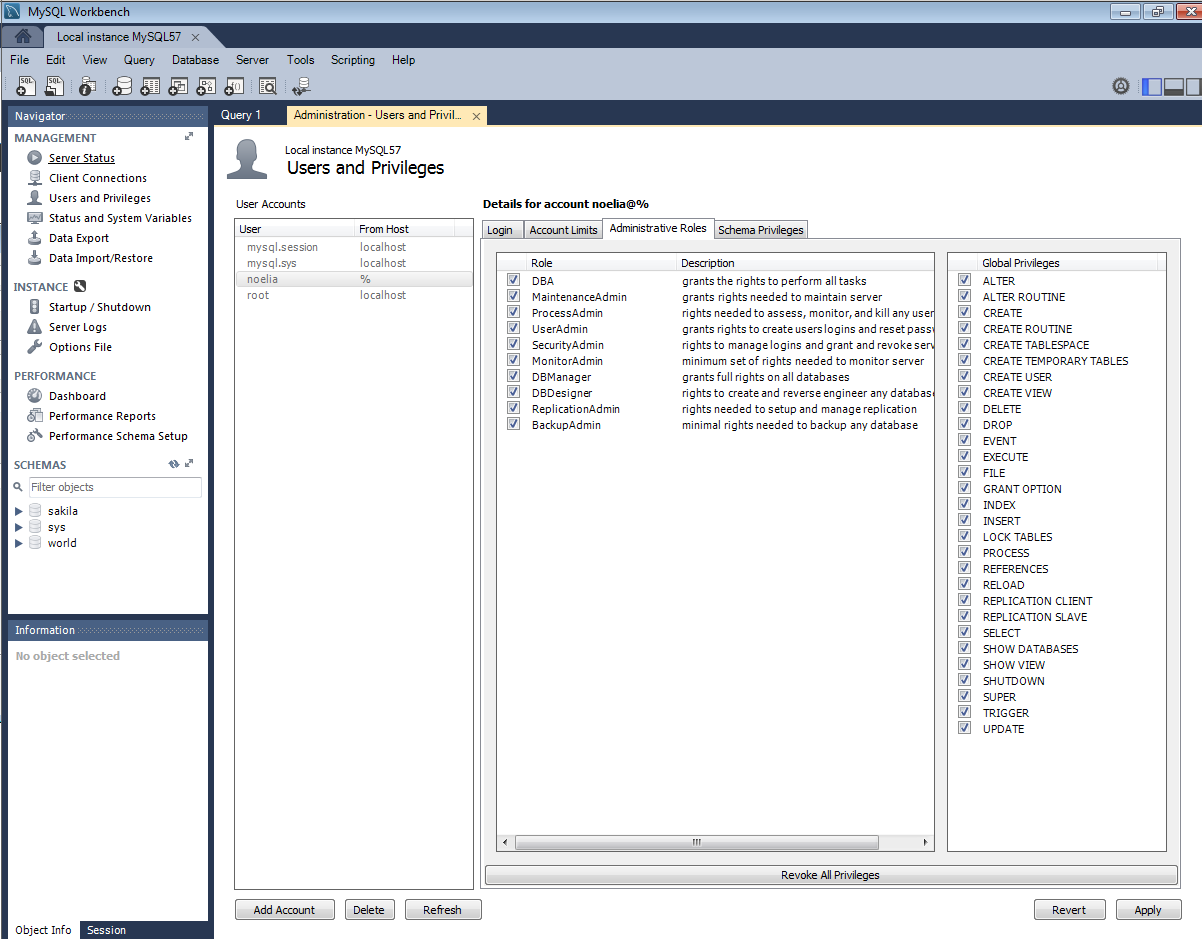 MySQL Workbench
Local instance MySQL57
File Edit View Query Database Server Tools Scripting Help
Navigator
MANAGEMENT
Server Status
Client Connections
Users and Privileges
Status and System Variables
Data Export
Data Import/Restore
INSTANCE
Startup / Shutdown
Server Logs
Options File
PERFORMANCE
Dashboard
Performance Reports
Performance Schema Setup
SCHEMAS
Filter objects
sakila
sys
world
Information
No object selected
Object Info Session
Query 1 Administration - Users and Privil...
Local instance MySQL57
Users and Privileges
User Accounts
User From Host
mysql.session localhost
mysql.sys localhost
noelia %
root localhost
Add Account Delete Refresh
Details for account noelia@%
Login Account Limits Administrative Roles Schema Privileges
Role Description
DBA grants the rights to perform all tasks
MaintenanceAdmin grants rights needed to maintain server
ProcessAdmin rights needed to assess, monitor, and kill any user
UserAdmin grants rights to create users logins and reset passw
SecurityAdmin rights to manage logins and grant and revoke serv
MonitorAdmin minimum set of rights needed to monitor server
DBManager grants full rights on all databases
DBDesigner rights to create and reverse engineer any database
ReplicationAdmin rights needed to setup and manage replication
BackupAdmin minimal rights needed to backup any database
Global Privileges
ALTER
ALTER ROUTINE
CREATE
CREATE ROUTINE
CREATE TABLESPACE
CREATE TEMPORARY TABLES
CREATE USER
CREATE VIEW
DELETE
DROP
EVENT
EXECUTE
FILE
GRANT OPTION
INDEX
INSERT
LOCK TABLES
PROCESS
REFERENCES
RELOAD
REPLICATION CLIENT
REPLICATION SLAVE
SELECT
SHOW DATABASES
SHOW VIEW
SHUTDOWN
SUPER
TRIGGER
UPDATE
Revoke All Privileges
Revert Apply